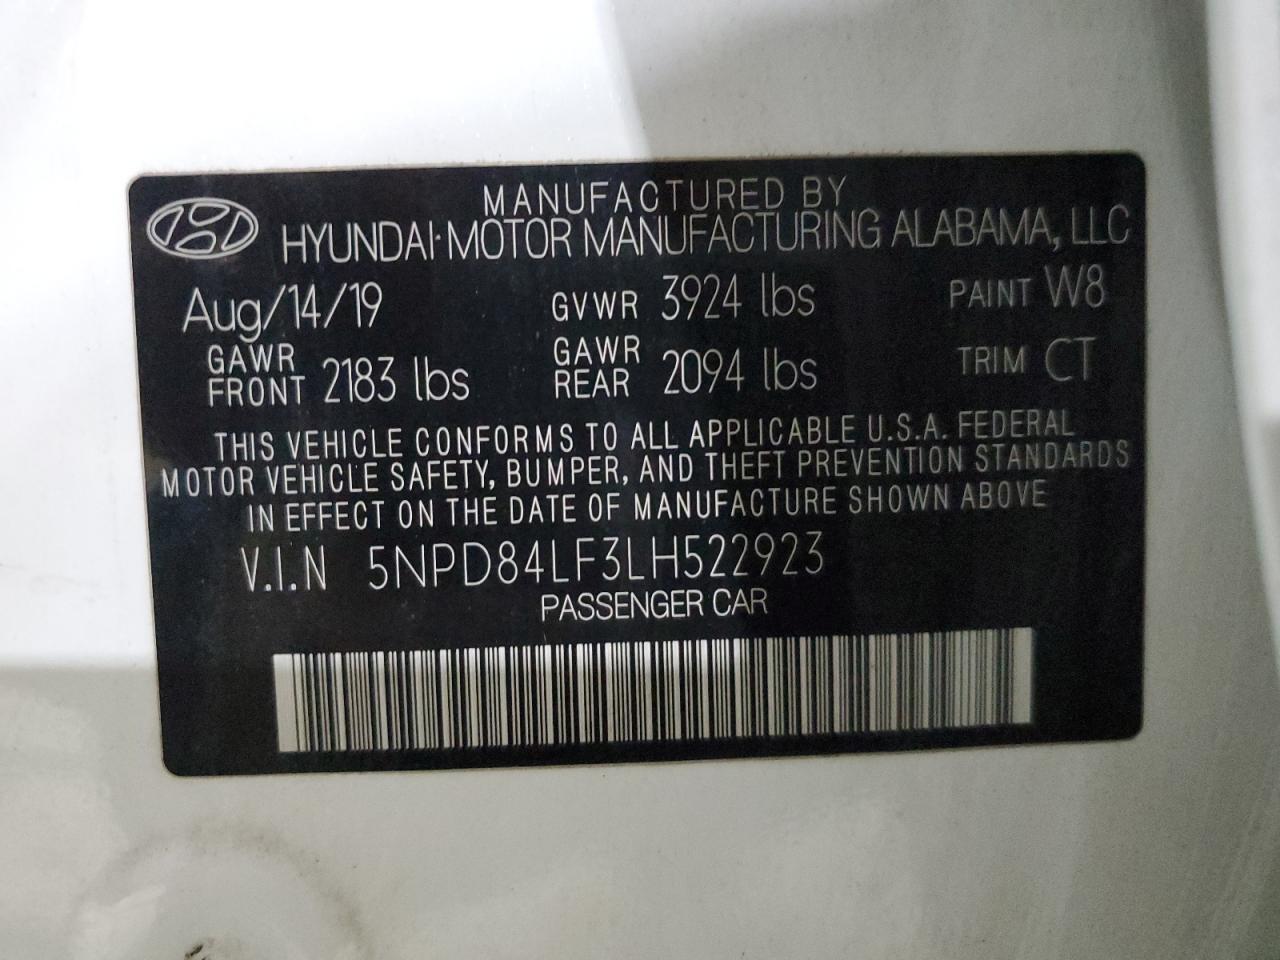 MANUFACTURED BY
HYUNDAI MOTOR MANUFACTURING ALABAMA, LLC
Aug/14/19 GVWR 3924 lbs PAINT W8
GAWR FRONT 2183 lbs GAWR REAR 2094 lbs TRIM CT
THIS VEHICLE CONFORMS TO ALL APPLICABLE U.S.A. FEDERAL
MOTOR VEHICLE SAFETY, BUMPER, AND THEFT PREVENTION STANDARDS
IN EFFECT ON THE DATE OF MANUFACTURE SHOWN ABOVE
V.I.N 5NPD84LF3LH522923
PASSENGER CAR